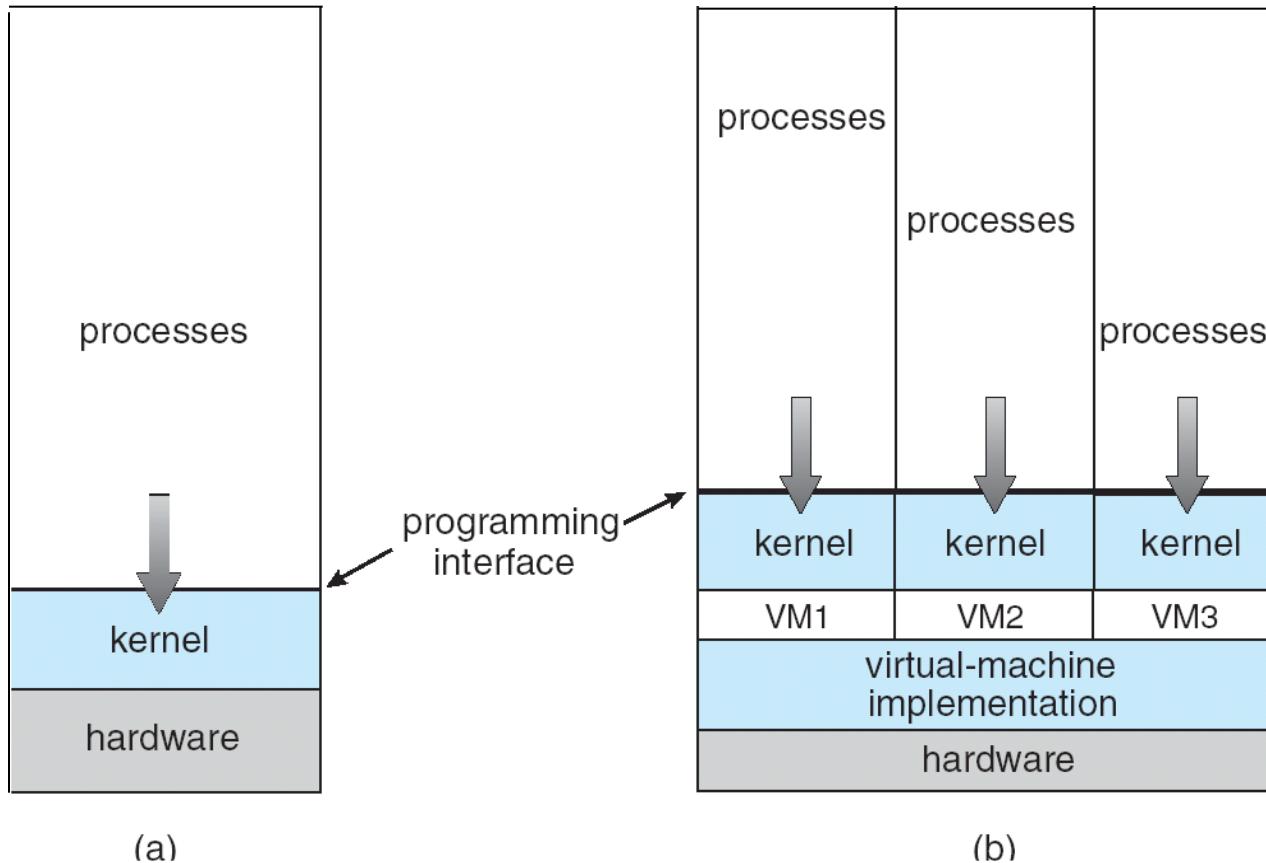 processes
kernel
hardware
(a)
programming
interface
processes
processes
processes
kernel
kernel
kernel
VM1
VM2
VM3
virtual-machine
implementation
hardware
(b)